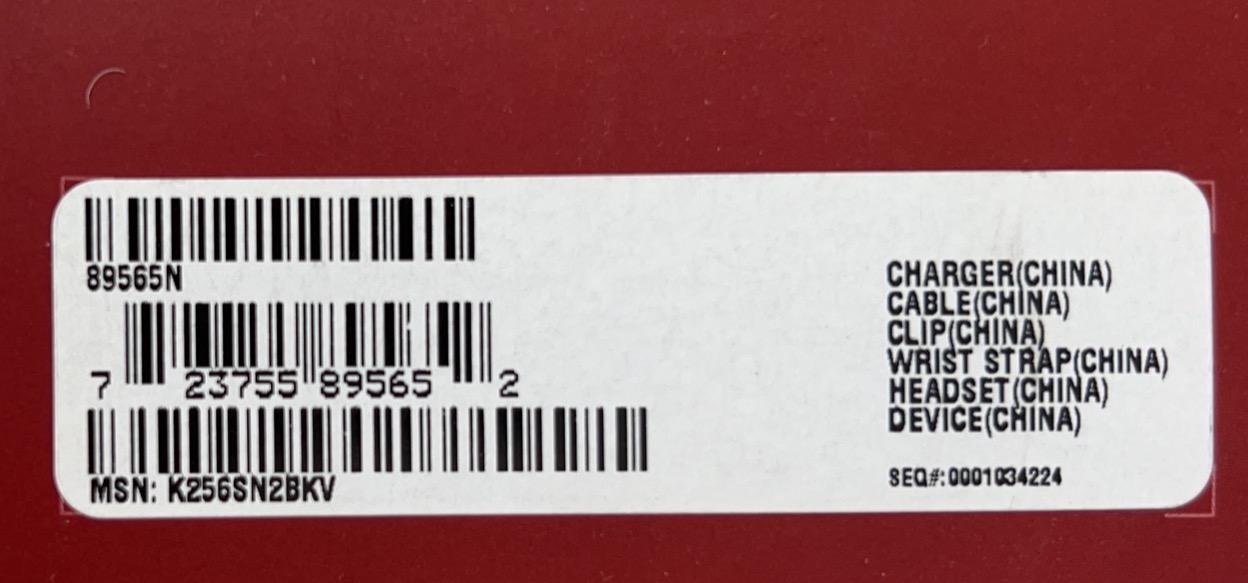 89565N
7 23755 89565 2
MSN: K256SN2BKV
CHARGER(CHINA)
CABLE(CHINA)
CLIP(CHINA)
WRIST STRAP(CHINA)
HEADSET(CHINA)
DEVICE(CHINA)
SEQ#:0001034224